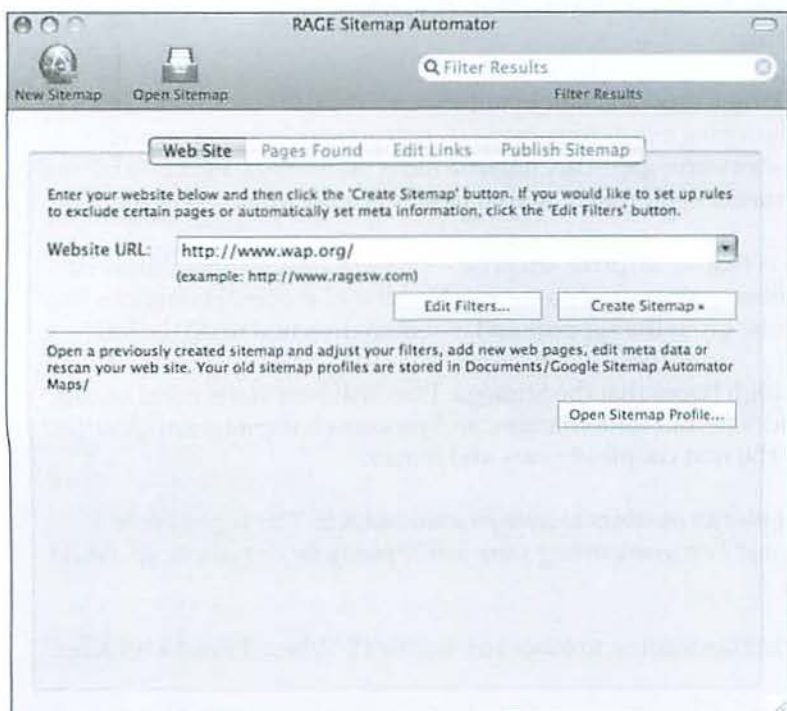 RAGE Sitemap Automator
New Sitemap Open Sitemap
Filter Results
Filter Results
Web Site Pages Found Edit Links Publish Sitemap
Enter your website below and then click the 'Create Sitemap' button. If you would like to set up rules
to exclude certain pages or automatically set meta information, click the 'Edit Filters' button.
Website URL: http://www.wap.org/
(example: http://www.ragesw.com)
Edit Filters... Create Sitemap »
Open a previously created sitemap and adjust your filters, add new web pages, edit meta data or
rescan your web site. Your old sitemap profiles are stored in Documents/Google Sitemap Automator
Maps/
Open Sitemap Profile...